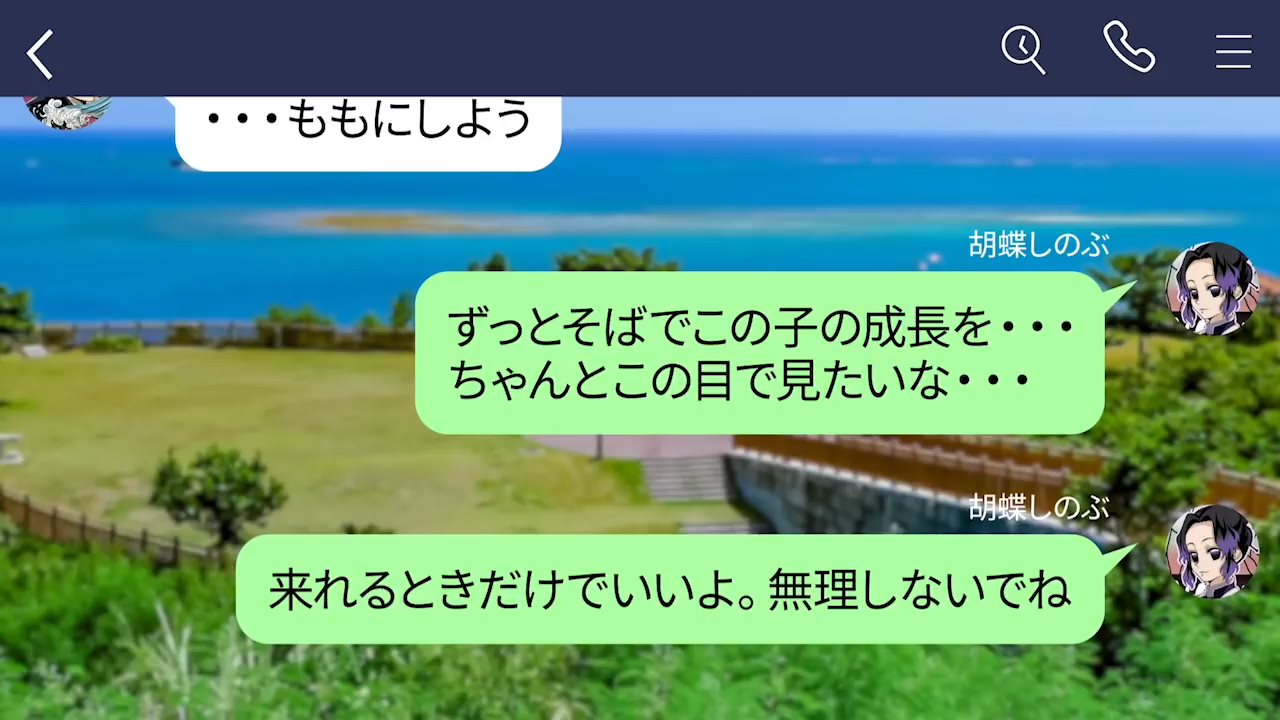 ・・・ももにしよう
胡蝶しのぶ
ずっとそばでこの子の成長を・・・
ちゃんとこの目で見たいな・・・
胡蝶しのぶ
来れるときだけでいいよ。無理しないでね